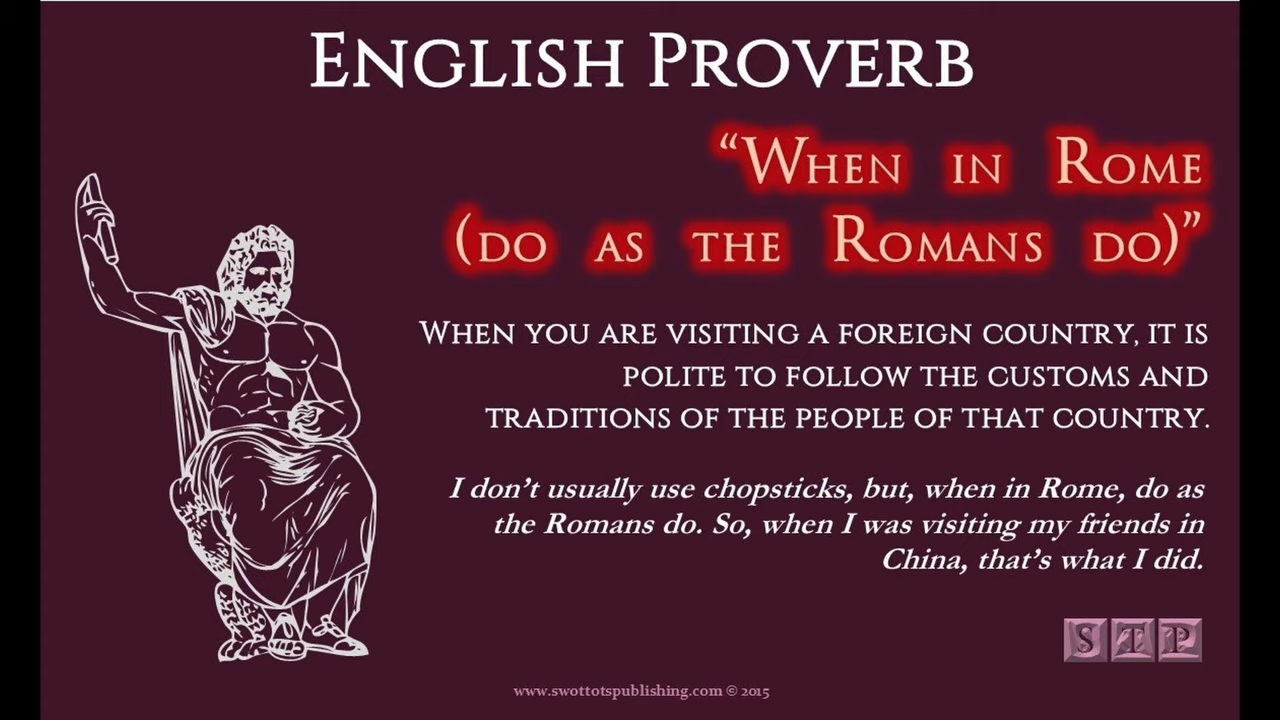 English Proverb
“When in Rome
(do as the Romans do)”
When you are visiting a foreign country, it is
polite to follow the customs and
traditions of the people of that country.
I don’t usually use chopsticks, but, when in Rome, do as
the Romans do. So, when I was visiting my friends in
China, that’s what I did.
STP
www.swottotspublishing.com © 2015